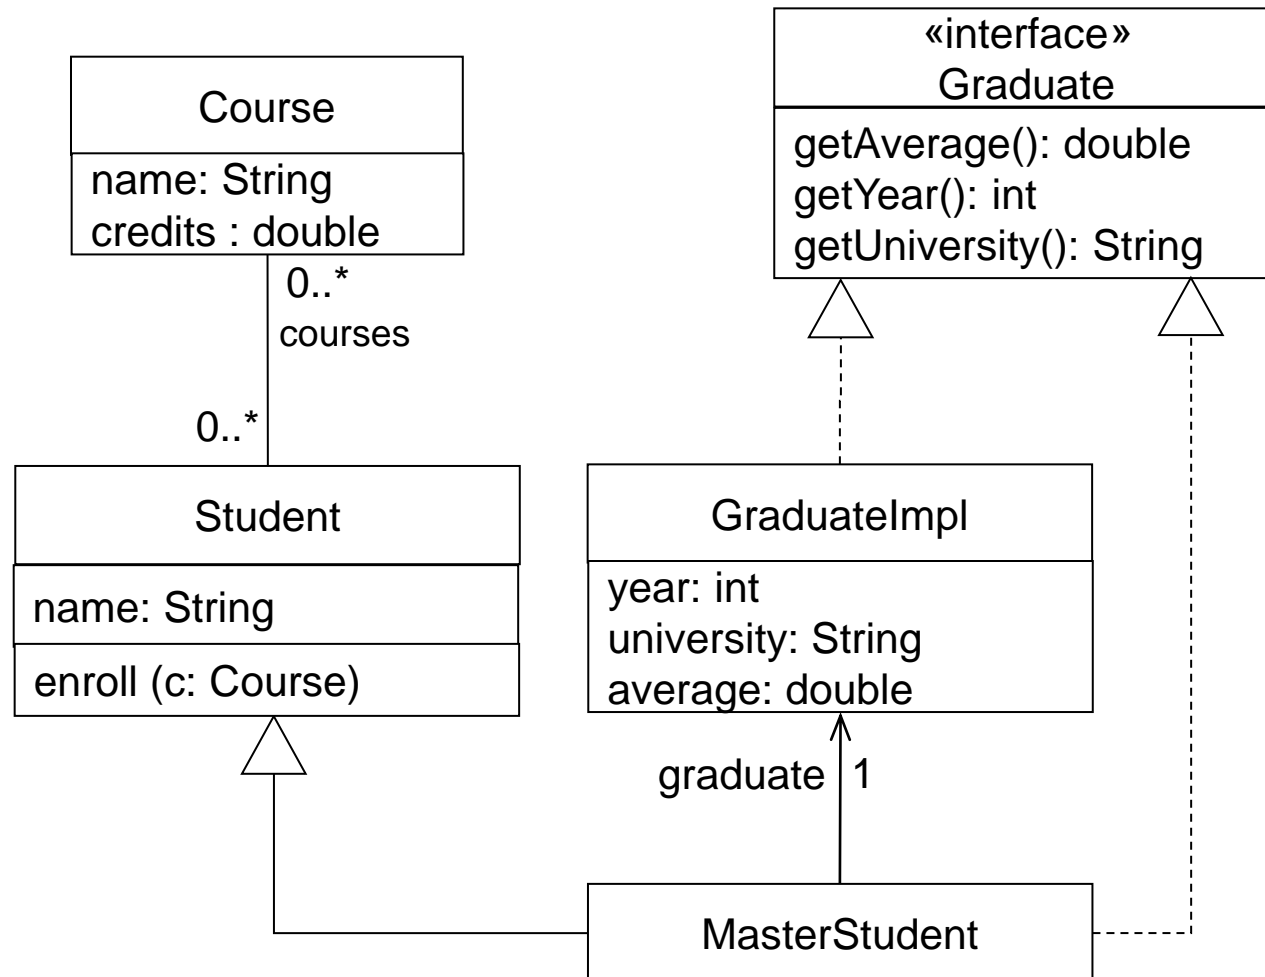 Course
name: String
credits : double
0..*
courses
0..*
Student
name: String
enroll (c: Course)
«interface»
Graduate
getAverage(): double
getYear(): int
getUniversity(): String
GraduateImpl
year: int
university: String
average: double
graduate 1
MasterStudent